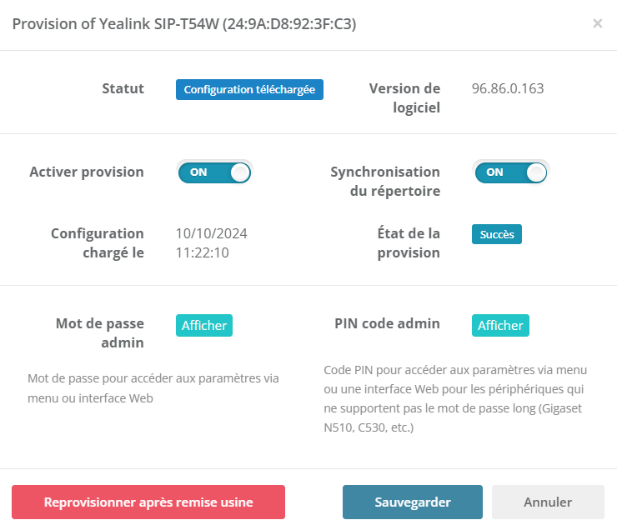 Provision of Yealink SIP-T54W (24:9A:D8:92:3F:C3)
×
Statut
Configuration téléchargée
Version de
logiciel
96.86.0.163
Activer provision
ON
Synchronisation
du répertoire
ON
Configuration
chargé le
10/10/2024
11:22:10
État de la
provision
Succès
Mot de passe
admin
Afficher
PIN code admin
Afficher
Mot de passe pour accéder aux paramètres via
menu ou interface Web
Code PIN pour accéder aux paramètres via menu
ou une interface Web pour les périphériques qui
ne supportent pas le mot de passe long (Gigaset
N510, C530, etc.)
Reprovisionner après remise usine
Sauvegarder
Annuler